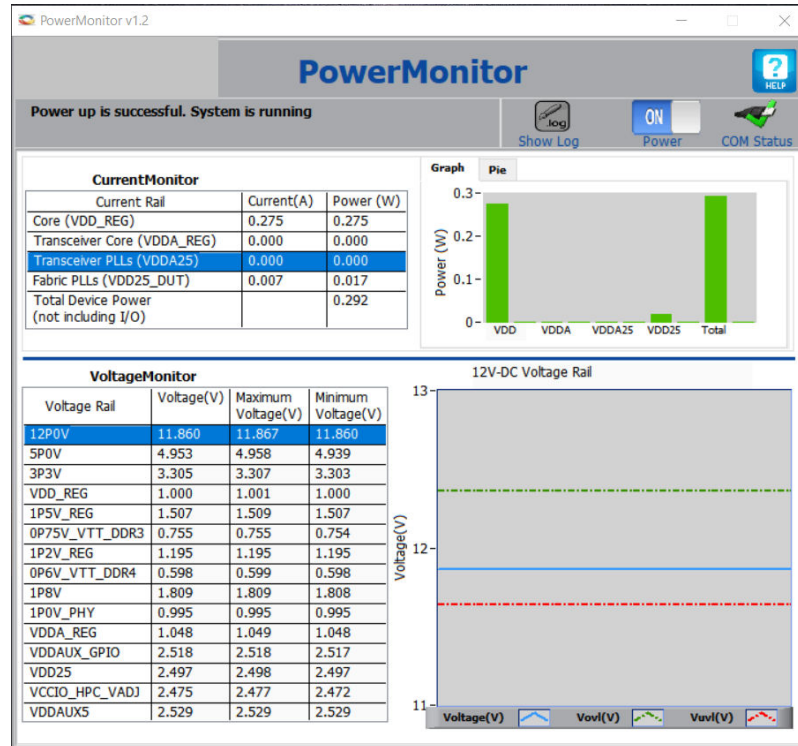 PowerMonitor v1.2
PowerMonitor
?
HELP
Power up is successful. System is running
.log
Show Log
ON
Power
COM Status
CurrentMonitor
Current Rail Current(A) Power (W)
Core (VDD_REG) 0.275 0.275
Transceiver Core (VDDA_REG) 0.000 0.000
Transceiver PLLs (VDDA25) 0.000 0.000
Fabric PLLs (VDD25_DUT) 0.007 0.017
Total Device Power 0.292
(not including I/O)
Graph Pie
Power (W)
0.3
0.2
0.1
0
VDD VDDA VDDA25 VDD25 Total
VoltageMonitor
Voltage Rail Voltage(V) Maximum Voltage(V) Minimum Voltage(V)
12P0V 11.860 11.867 11.860
5P0V 4.953 4.958 4.939
3P3V 3.305 3.307 3.303
VDD_REG 1.000 1.001 1.000
1P5V_REG 1.507 1.509 1.507
0P75V_VTT_DDR3 0.755 0.755 0.754
1P2V_REG 1.195 1.195 1.195
0P6V_VTT_DDR4 0.598 0.599 0.598
1P8V 1.809 1.809 1.808
1P0V_PHY 0.995 0.995 0.995
VDDA_REG 1.048 1.049 1.048
VDDAUX_GPIO 2.518 2.518 2.517
VDD25 2.497 2.498 2.497
VCCIO_HPC_VADJ 2.475 2.477 2.472
VDDAUX5 2.529 2.529 2.529
12V-DC Voltage Rail
Voltage(V)
13
12
11
Voltage(V) Vovl(V) Vuvl(V)